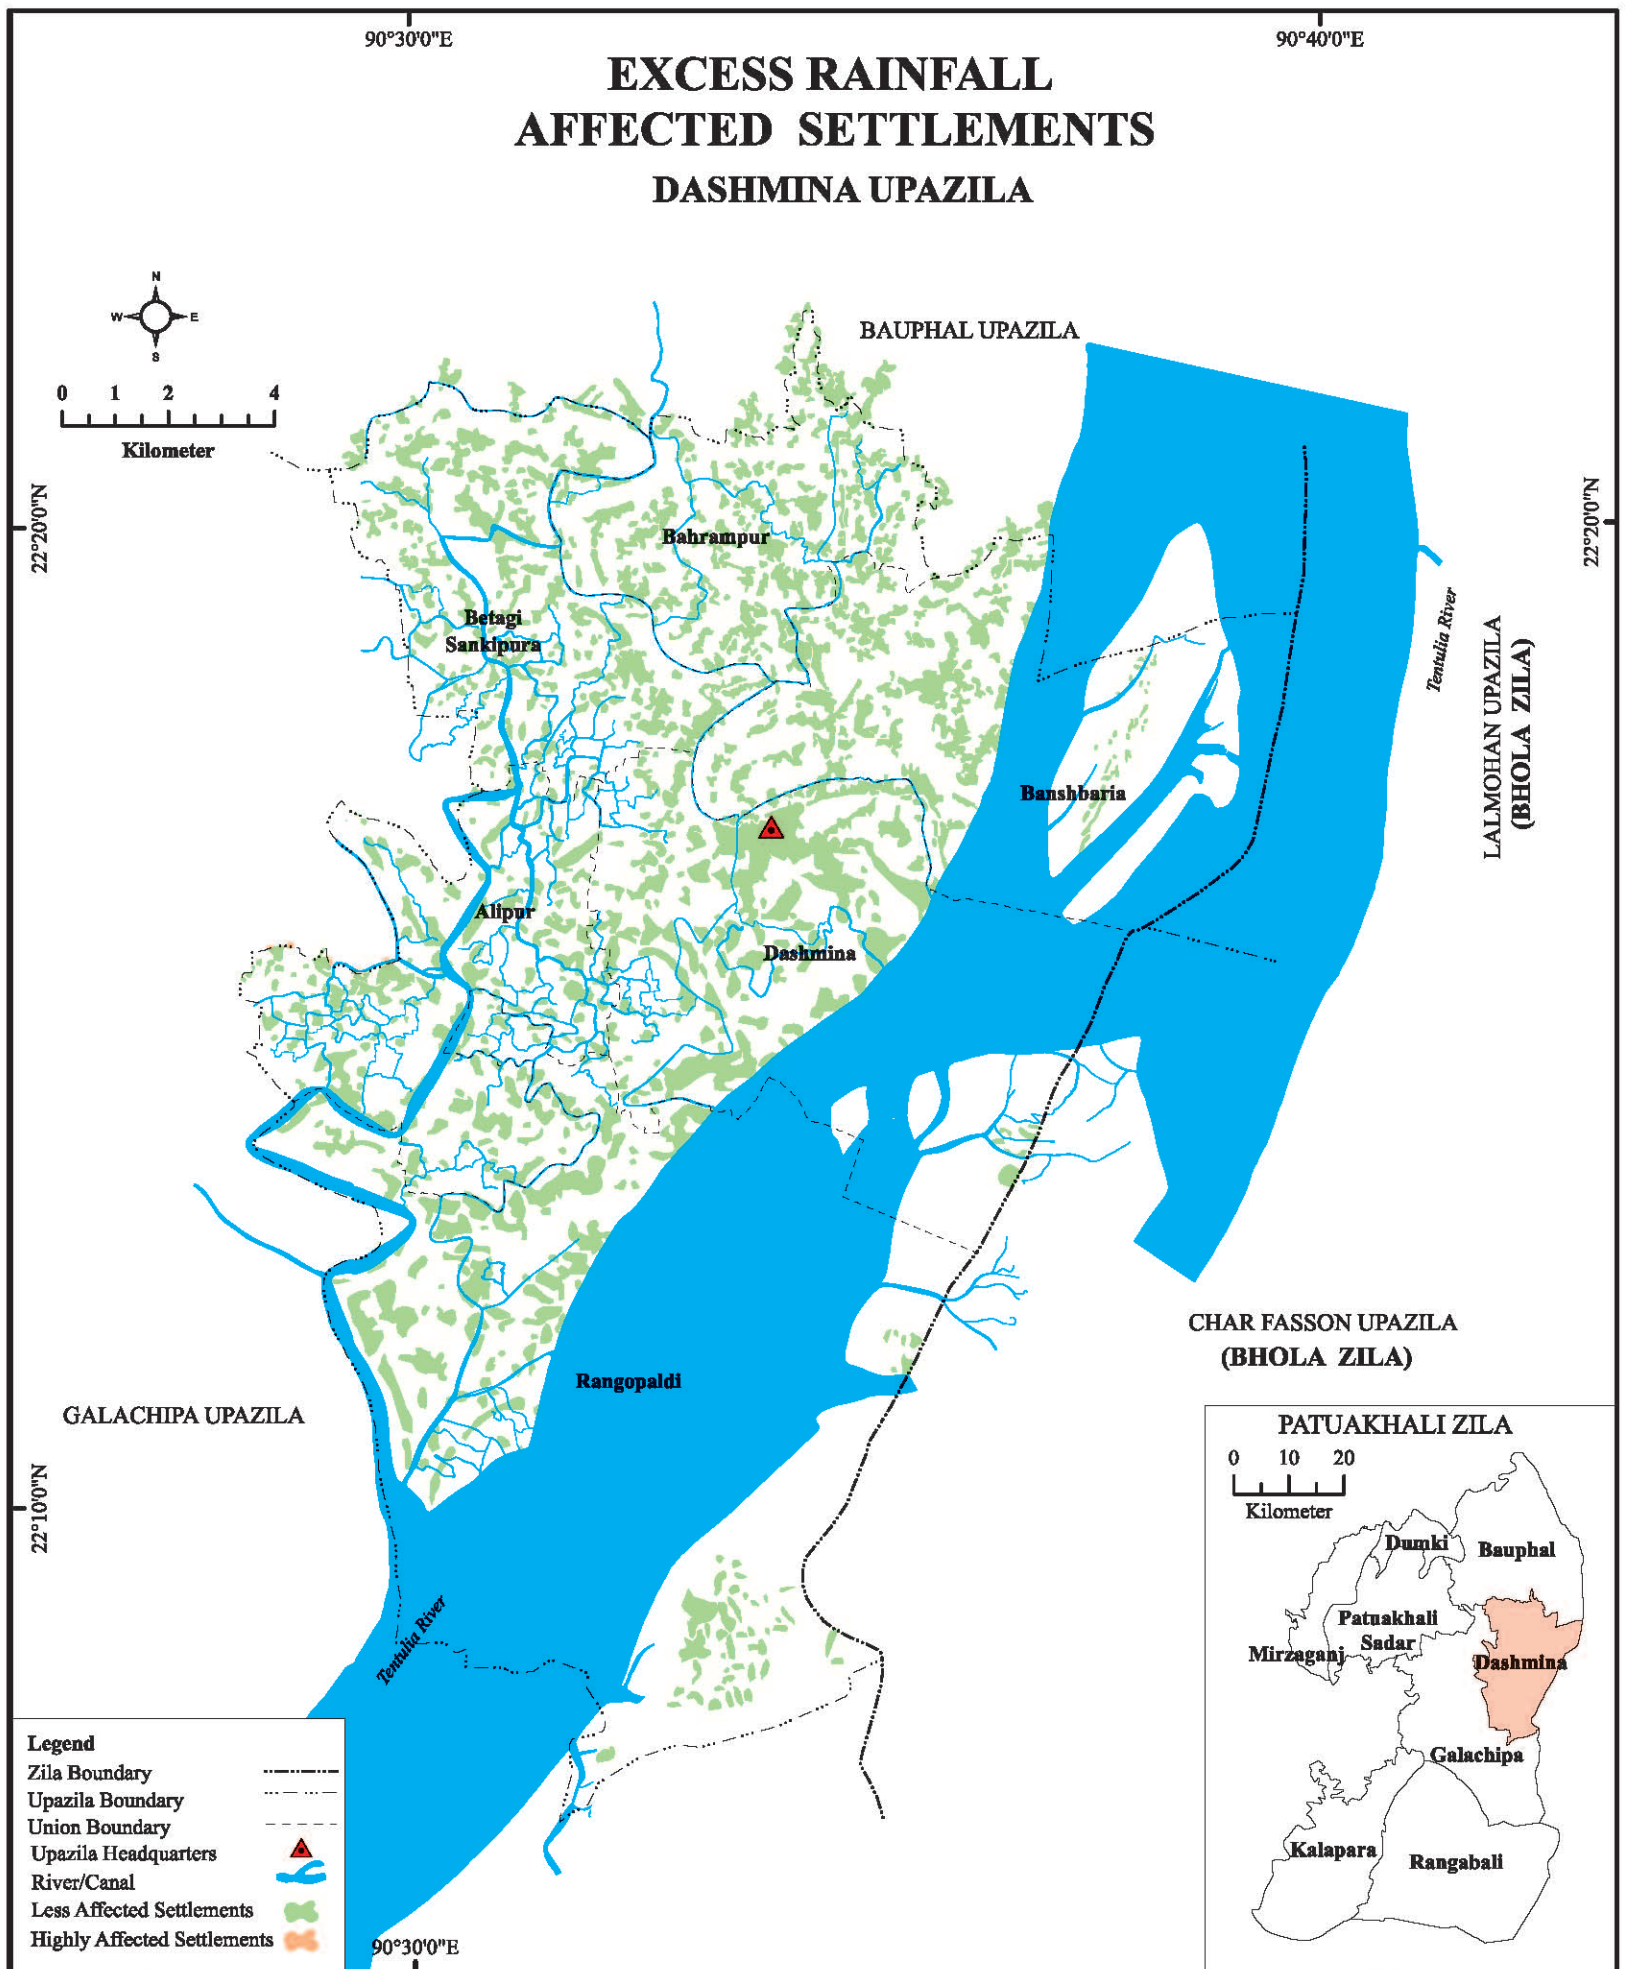 90°30'0"E
90°40'0"E
EXCESS RAINFALL
AFFECTED SETTLEMENTS
DASHMINA UPAZILA
N
W
E
S
BAUPHAL UPAZILA
0 1 2 4
Kilometer
22°20'0"N
22°20'0"N
Bahrampur
Betagi
Sankipura
Tentulia River
LALMOHAN UPAZILA
(BHOLA ZILA)
Banshbaria
Alipur
Dashmina
CHAR FASSON UPAZILA
(BHOLA ZILA)
Rangopaldi
GALACHIPA UPAZILA
22°10'0"N
Tentulia River
PATUAKHALI ZILA
0 10 20
Kilometer
Dumki
Bauphal
Patuakhali
Sadar
Mirzaganj
Dashmina
Galachipa
Kalapara
Rangabali
Legend
Zila Boundary
Upazila Boundary
Union Boundary
Upazila Headquarters
River/Canal
Less Affected Settlements
Highly Affected Settlements
90°30'0"E